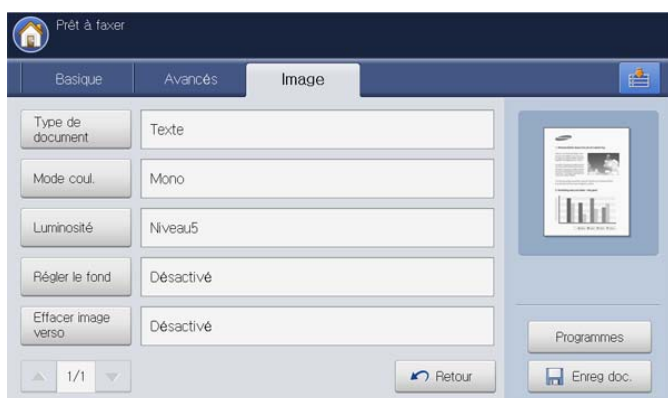 Prêt à faxer
Basique
Avancés
Image
Type de
document
Texte
Mode coul.
Mono
Luminosité
Niveau5
Régler le fond
Désactivé
Effacer image
verso
Désactivé
1/1
Retour
Programmes
Enreg doc.